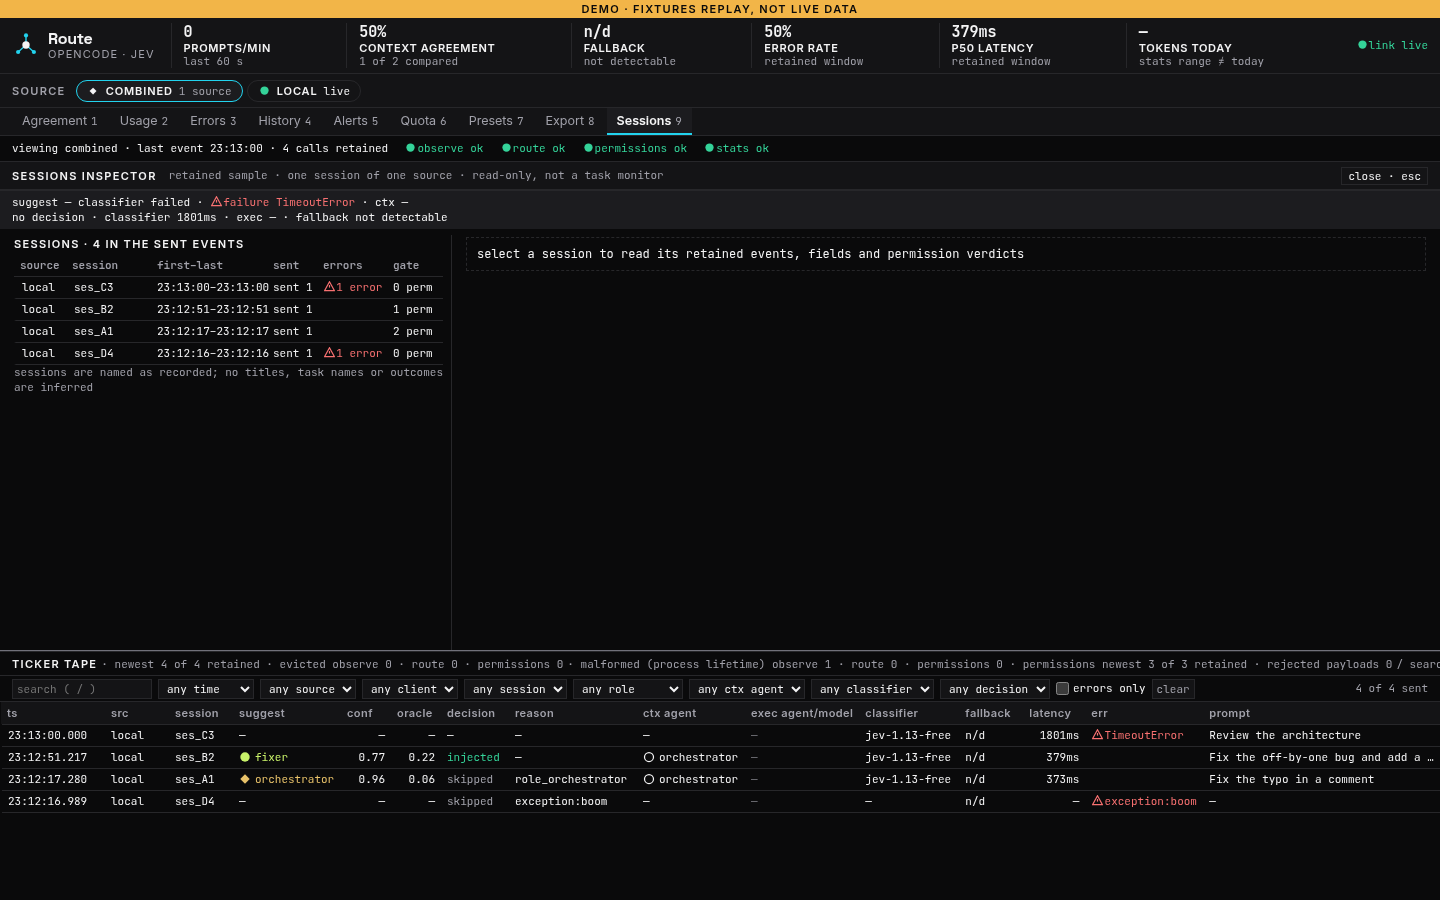 DEMO · FIXTURES REPLAY, NOT LIVE DATA
Route
OPENCODE · JEV
0
PROMPTS/MIN
last 60 s
50%
CONTEXT AGREEMENT
1 of 2 compared
n/d
FALLBACK
not detectable
50%
ERROR RATE
retained window
379ms
P50 LATENCY
retained window
—
TOKENS TODAY
stats range ≠ today
link live
SOURCE COMBINED 1 source LOCAL live
Agreement 1 Usage 2 Errors 3 History 4 Alerts 5 Quota 6 Presets 7 Export 8 Sessions 9
viewing combined · last event 23:13:00 · 4 calls retained observe ok route ok permissions ok stats ok
SESSIONS INSPECTOR retained sample · one session of one source · read-only, not a task monitor close · esc
suggest — classifier failed · failure TimeoutError · ctx —
no decision · classifier 1801ms · exec — · fallback not detectable
SESSIONS · 4 IN THE SENT EVENTS
source session first–last sent errors gate
local ses_C3 23:13:00–23:13:00 sent 1 1 error 0 perm
local ses_B2 23:12:51–23:12:51 sent 1 1 perm
local ses_A1 23:12:17–23:12:17 sent 1 2 perm
local ses_D4 23:12:16–23:12:16 sent 1 1 error 0 perm
sessions are named as recorded; no titles, task names or outcomes
are inferred
select a session to read its retained events, fields and permission verdicts
TICKER TAPE · newest 4 of 4 retained · evicted observe 0 · route 0 · permissions 0 · malformed (process lifetime) observe 1 · route 0 · permissions 0 · permissions newest 3 of 3 retained · rejected payloads 0 / searc
search ( / ) any time any source any client any session any role any ctx agent any classifier any decision errors only clear 4 of 4 sent
ts src session suggest conf oracle decision reason ctx agent exec agent/model classifier fallback latency err prompt
23:13:00.000 local ses_C3 — — — — — — — jev-1.13-free n/d 1801ms TimeoutError Review the architecture
23:12:51.217 local ses_B2 fixer 0.77 0.22 injected — orchestrator — jev-1.13-free n/d 379ms Fix the off-by-one bug and add a …
23:12:17.280 local ses_A1 orchestrator 0.96 0.06 skipped role_orchestrator orchestrator — jev-1.13-free n/d 373ms Fix the typo in a comment
23:12:16.989 local ses_D4 — — — skipped exception:boom — — — n/d — exception:boom —